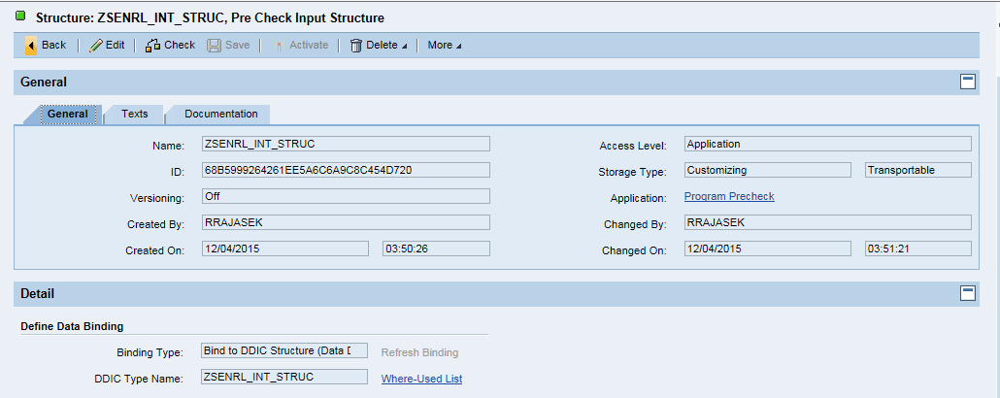 Structure: ZSENRL_INT_STRUC, Pre Check Input Structure
Back Edit Check Save Activate Delete More
General
General Texts Documentation
Name: ZSENRL_INT_STRUC Access Level: Application
ID: 68B5999264261EE5A6C6A9C8C454D720 Storage Type: Customizing Transportable
Versioning: Off Application: Program Precheck
Created By: RRAJASEK Changed By: RRAJASEK
Created On: 12/04/2015 03:50:26 Changed On: 12/04/2015 03:51:21
Detail
Define Data Binding
Binding Type: Bind to DDIC Structure (Data Refresh Binding
DDIC Type Name: ZSENRL_INT_STRUC Where-Used List